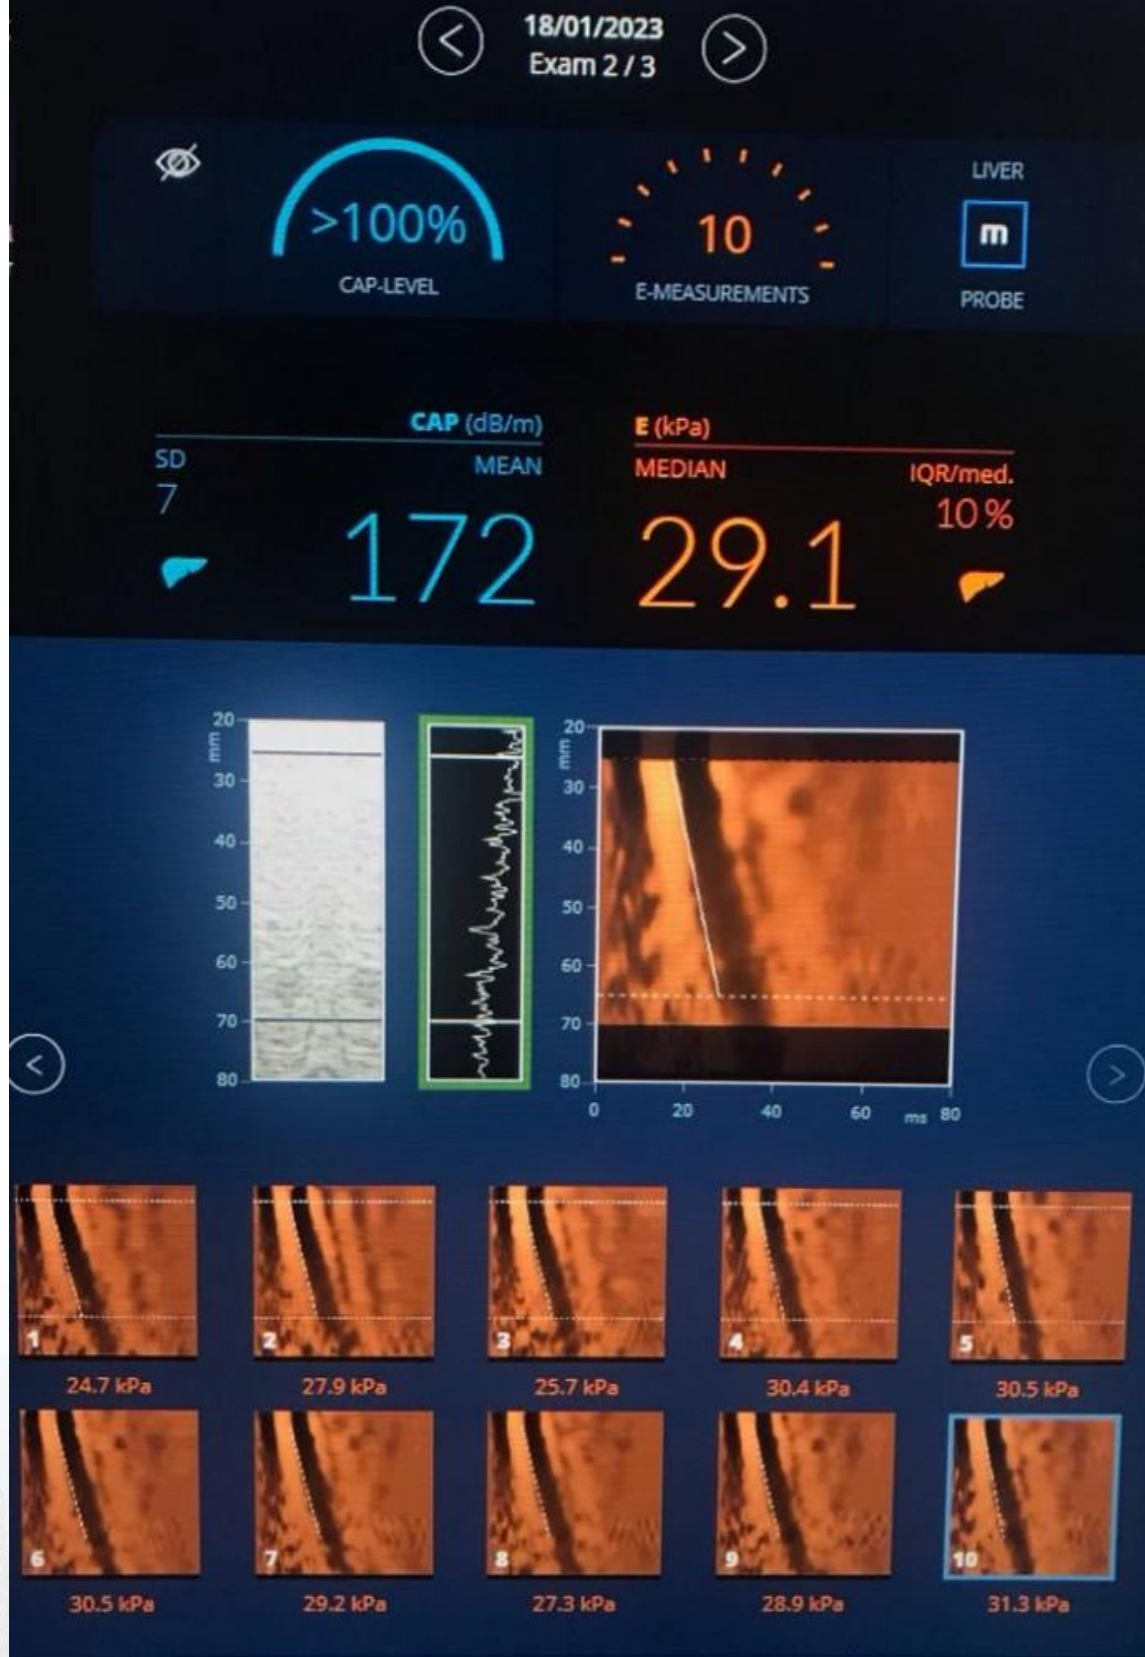 18/01/2023
Exam 2 / 3
>100%
CAP-LEVEL
10
E-MEASUREMENTS
LIVER
m
PROBE
CAP (dB/m)
SD
MEAN
7
172
E (kPa)
MEDIAN
IQR/med.
10 %
29.1
20
mm
30
40
50
60
70
80
20
mm
30
40
50
60
70
80
0 20 40 60 ms 80
1 2 3 4 5
24.7 kPa 27.9 kPa 25.7 kPa 30.4 kPa 30.5 kPa
6 7 8 9 10
30.5 kPa 29.2 kPa 27.3 kPa 28.9 kPa 31.3 kPa